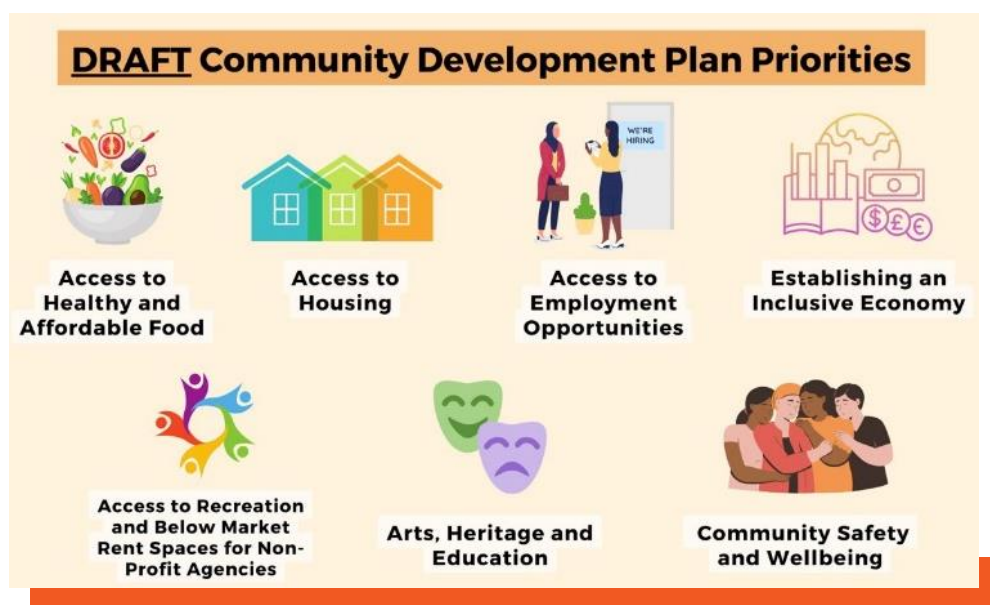 DRAFT Community Development Plan Priorities
WE'RE
HIRING
$ £ €
Access to
Healthy and
Affordable Food
Access to
Housing
Access to
Employment
Opportunities
Establishing an
Inclusive Economy
Access to Recreation
and Below Market
Rent Spaces for Non-
Profit Agencies
Arts, Heritage and
Education
Community Safety
and Wellbeing